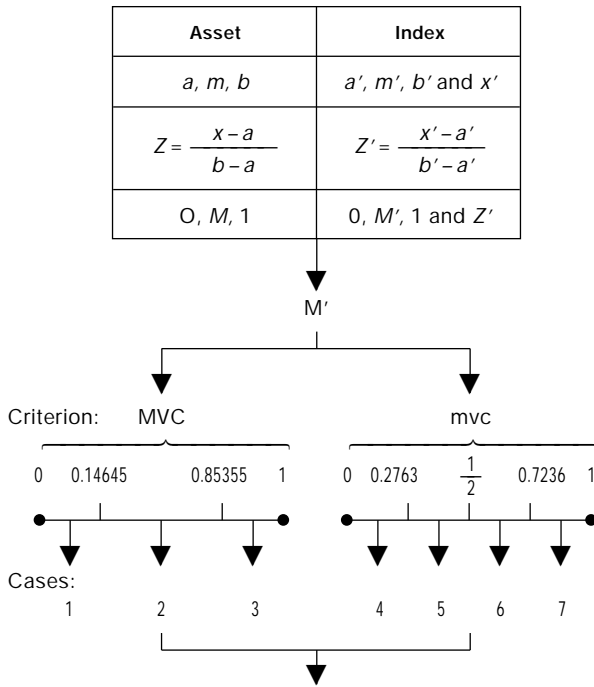 Asset Index
a, m, b a′, m′, b′ and x′
Z = x – a / b – a Z′ = x′ – a′ / b′ – a′
O, M, 1 0, M′, 1 and Z′
M′
Criterion: MVC mvc
0 0.14645 0.85355 1 0 0.2763 1/2 0.7236 1
Cases:
1 2 3 4 5 6 7